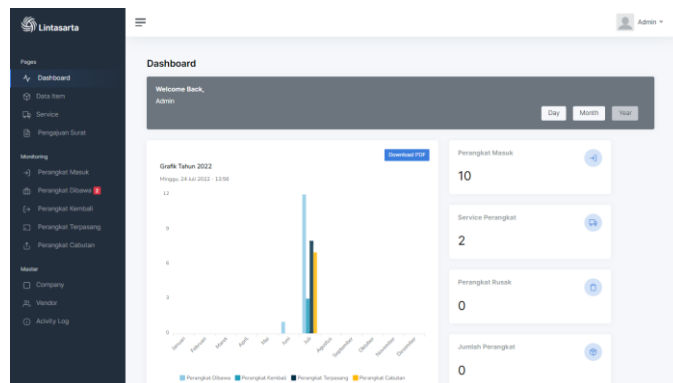 Lintasarta
Admin
Pages
Dashboard
Data Item
Service
Pengajuan Surat
Monitoring
Perangkat Masuk
Perangkat Dibawa 2
Perangkat Kembali
Perangkat Terpasang
Perangkat Cabutan
Master
Company
Vendor
Activity Log
Dashboard
Welcome Back,
Admin
Day Month Year
Download PDF
Grafik Tahun 2022
Minggu, 24 Juli 2022 - 13:56
12
9
6
3
0
Januari Februari Maret April Mei Juni Juli Agustus September Oktober November Desember
Perangkat Dibawa Perangkat Kembali Perangkat Terpasang Perangkat Cabutan
Perangkat Masuk
10
Service Perangkat
2
Perangkat Rusak
0
Jumlah Perangkat
0